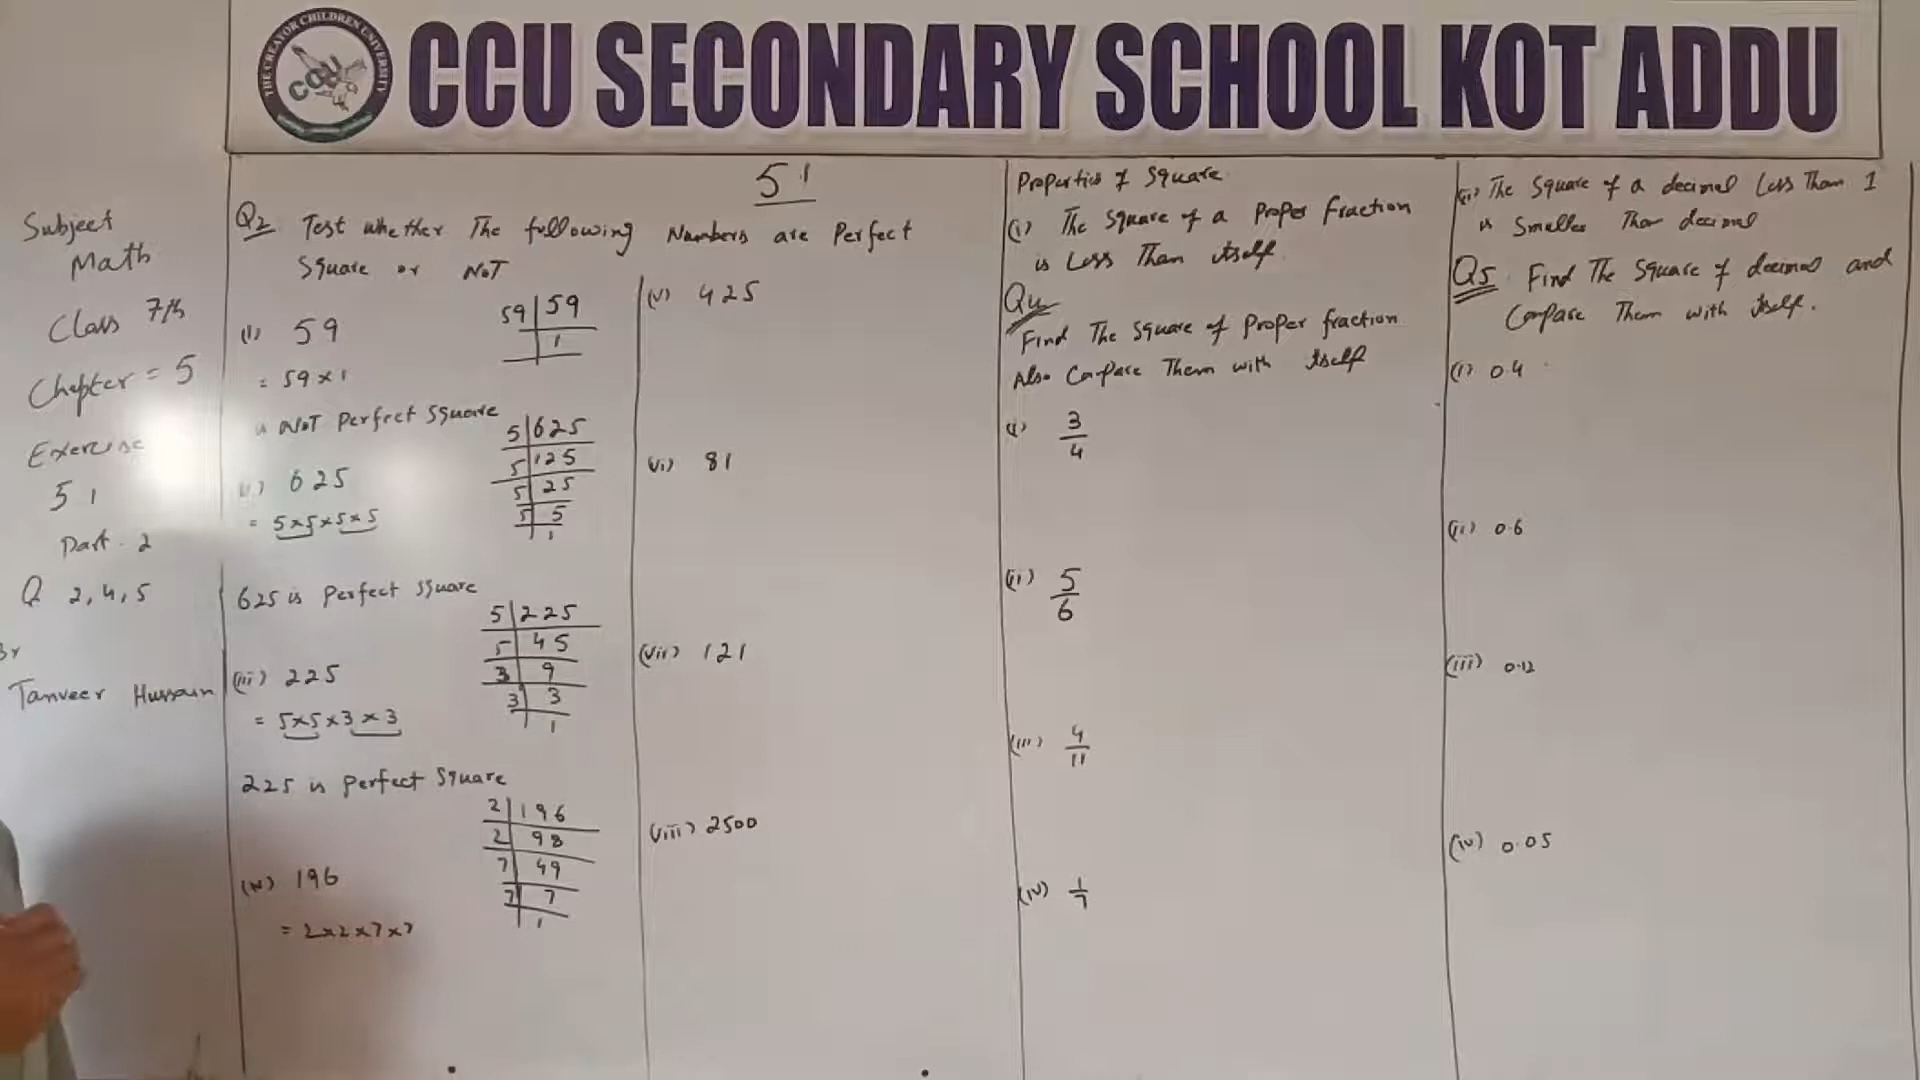 THE CREATOR CHILDREN UNIVERSITY
CCU
CCU SECONDARY SCHOOL KOT ADDU
Subject
Math
Class 7th
Chapter = 5
Exercise
5 1
Part - 2
Q 2,4,5
By
Tanveer Hussain
5 1
Q2 Test whether The following Numbers are Perfect
Square or NoT
(i) 59
59 | 59
1
= 59 × 1
is NoT Perfect Square
(ii) 625
5 | 625
5 | 125
5 | 25
5 | 5
1
= 5×5×5×5
625 is Perfect Square
(iii) 225
5 | 225
5 | 45
3 | 9
3 | 3
1
= 5×5×3×3
225 is Perfect Square
(iv) 196
2 | 196
2 | 98
7 | 49
7 | 7
1
= 2×2×7×7
(v) 425
(vi) 81
(vii) 121
(viii) 2500
Properties of Square
(i) The Square of a Proper Fraction
is Less Than itself
Q4
Find The Square of Proper fraction
Also Compare Them with itself
(i) 3/4
(ii) 5/6
(iii) 4/11
(iv) 1/7
(ii) The Square of a decimal Less Than 1
is Smaller Than decimal
Q5 Find The Square of decimal and
Compare Them with itself.
(i) 0.4
(ii) 0.6
(iii) 0.12
(iv) 0.05